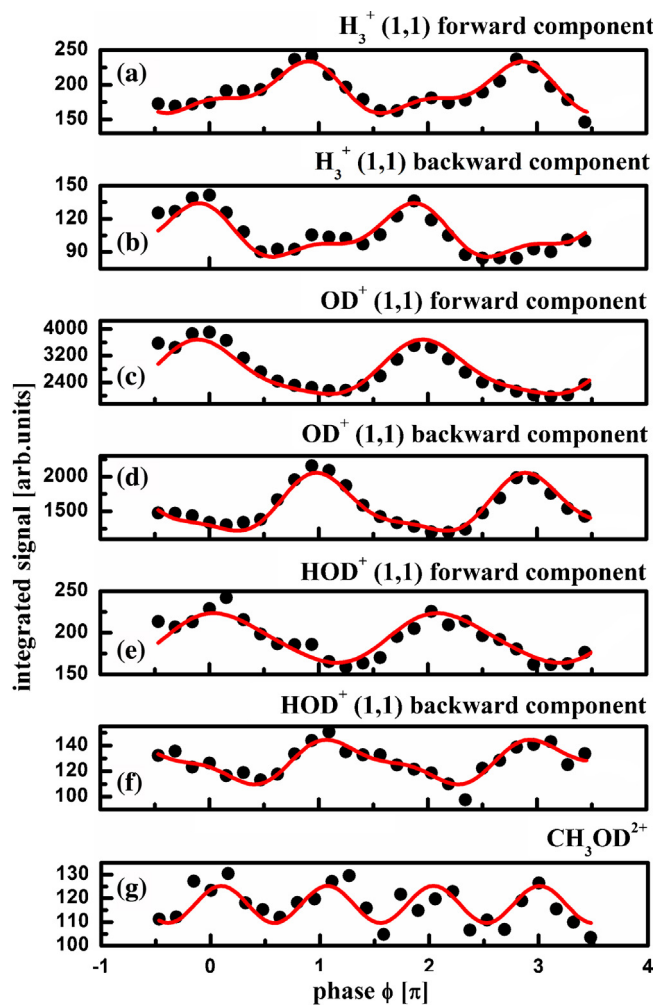 H₃⁺ (1,1) forward component
250
(a)
200
150
H₃⁺ (1,1) backward component
150
120
(b)
90
OD⁺ (1,1) forward component
4000
3200
(c)
2400
integrated signal [arb.units]
OD⁺ (1,1) backward component
(d)
2000
1500
HOD⁺ (1,1) forward component
250
200
(e)
150
HOD⁺ (1,1) backward component
140
120
(f)
100
CH₃OD²⁺
130
(g)
120
110
100
-1 0 1 2 3 4
phase ϕ [π]